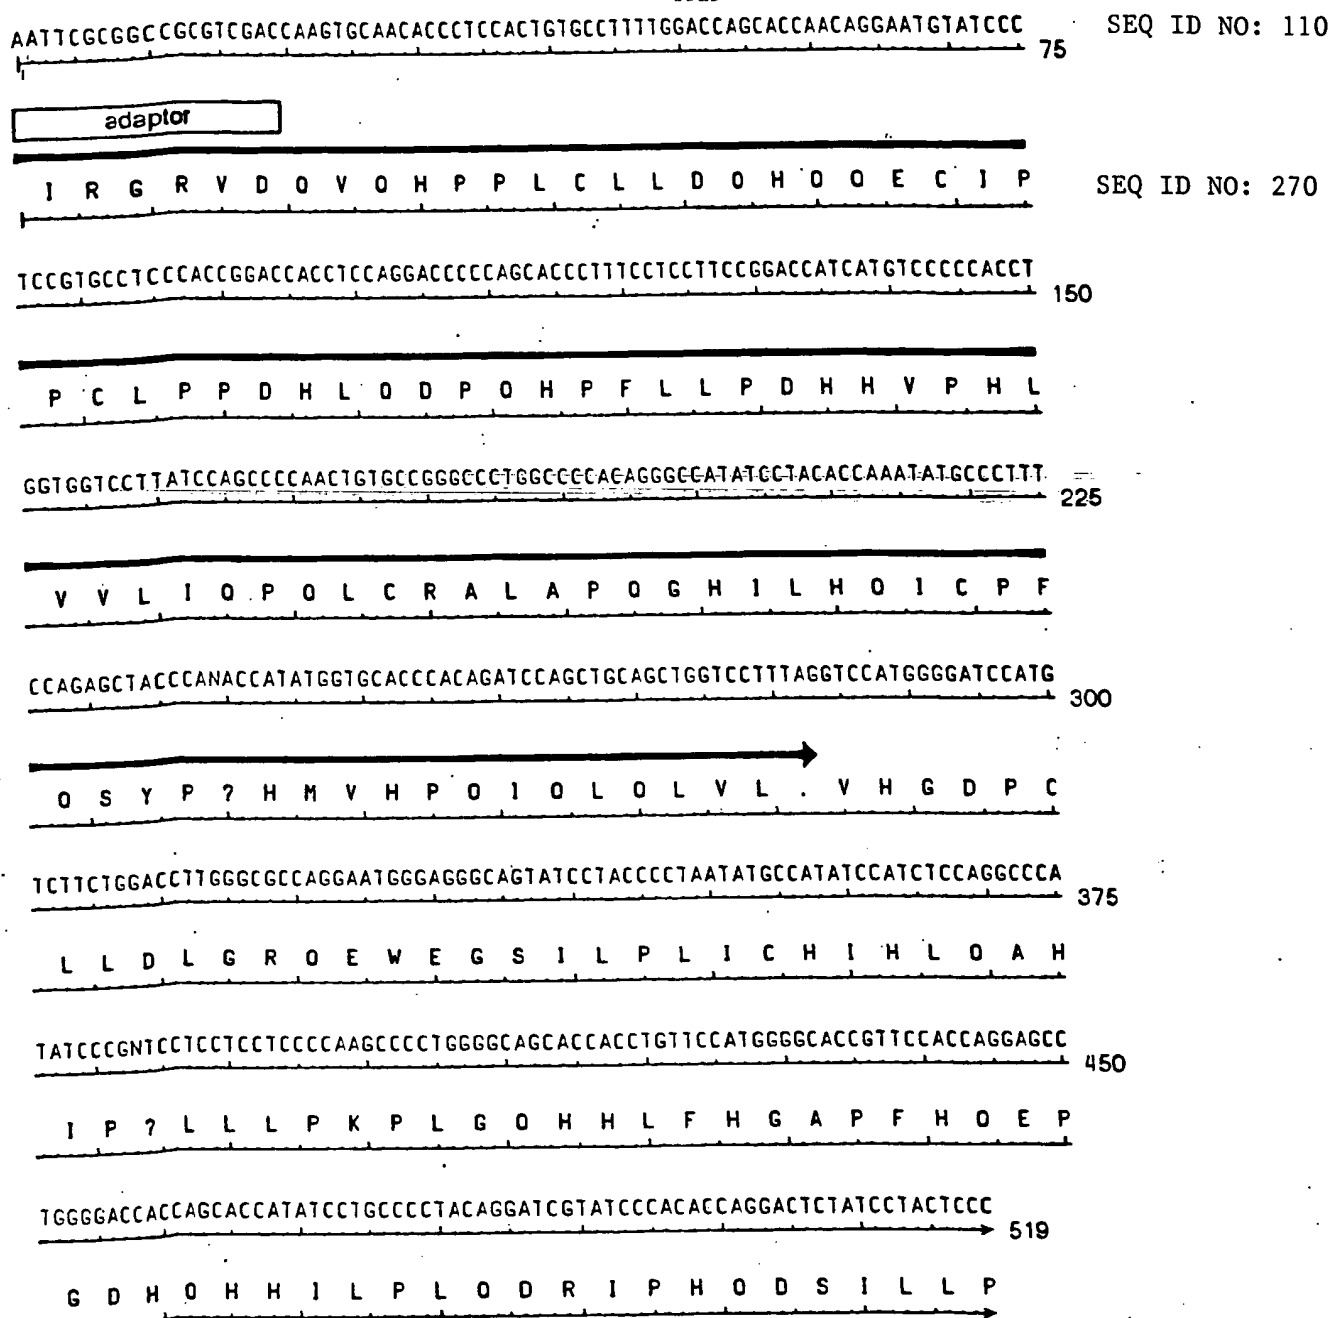 AATTCGCGGCCGCGTCGACCAAGTGCAACACCCTCCACTGTGCCTTTTGGACCAGCACCAACAGGAATGTATCCC 75 SEQ ID NO: 110
adaptor
I R G R V D Q V Q H P P L C L L D Q H Q Q E C I P SEQ ID NO: 270
TCCGTGCCTCCCACCGGACCACCTCCAGGACCCCCAGCACCCTTTCCTCCTTCCGGACCATCATGTCCCCCACCT 150
P C L P P D H L Q D P Q H P F L L P D H H V P H L
GGTGGTCCTTATCCAGCCCCAACTGTGCCGGGCCCTGGCCCCACAGGGCCATATCCTACACCAAATATGCCCTTT 225
V V L I Q P Q L C R A L A P Q G H I L H Q I C P F
CCAGAGCTACCCANACCATATGGTGCACCCACAGATCCAGCTGCAGCTGGTCCTTTAGGTCCATGGGGATCCATG 300
Q S Y P ? H M V H P Q I Q L Q L V L . V H G D P C
TCTTCTGGACCTTGGGCGCCAGGAATGGGAGGGCAGTATCCTACCCCTAATATGCCATATCCATCTCCAGGCCCA 375
L L D L G R Q E W E G S I L P L I C H I H L Q A H
TATCCCGNTCCTCCTCCTCCCCAAGCCCCTGGGGCAGCACCACCTGTTCCATGGGGCACCGTTCCACCAGGAGCC 450
I P ? L L L P K P L G Q H H L F H G A P F H Q E P
TGGGGACCACCAGCACCATATCCTGCCCCTACAGGATCGTATCCCACACCAGGACTCTATCCTACTCCC 519
G D H Q H H I L P L Q D R I P H Q D S I L L P